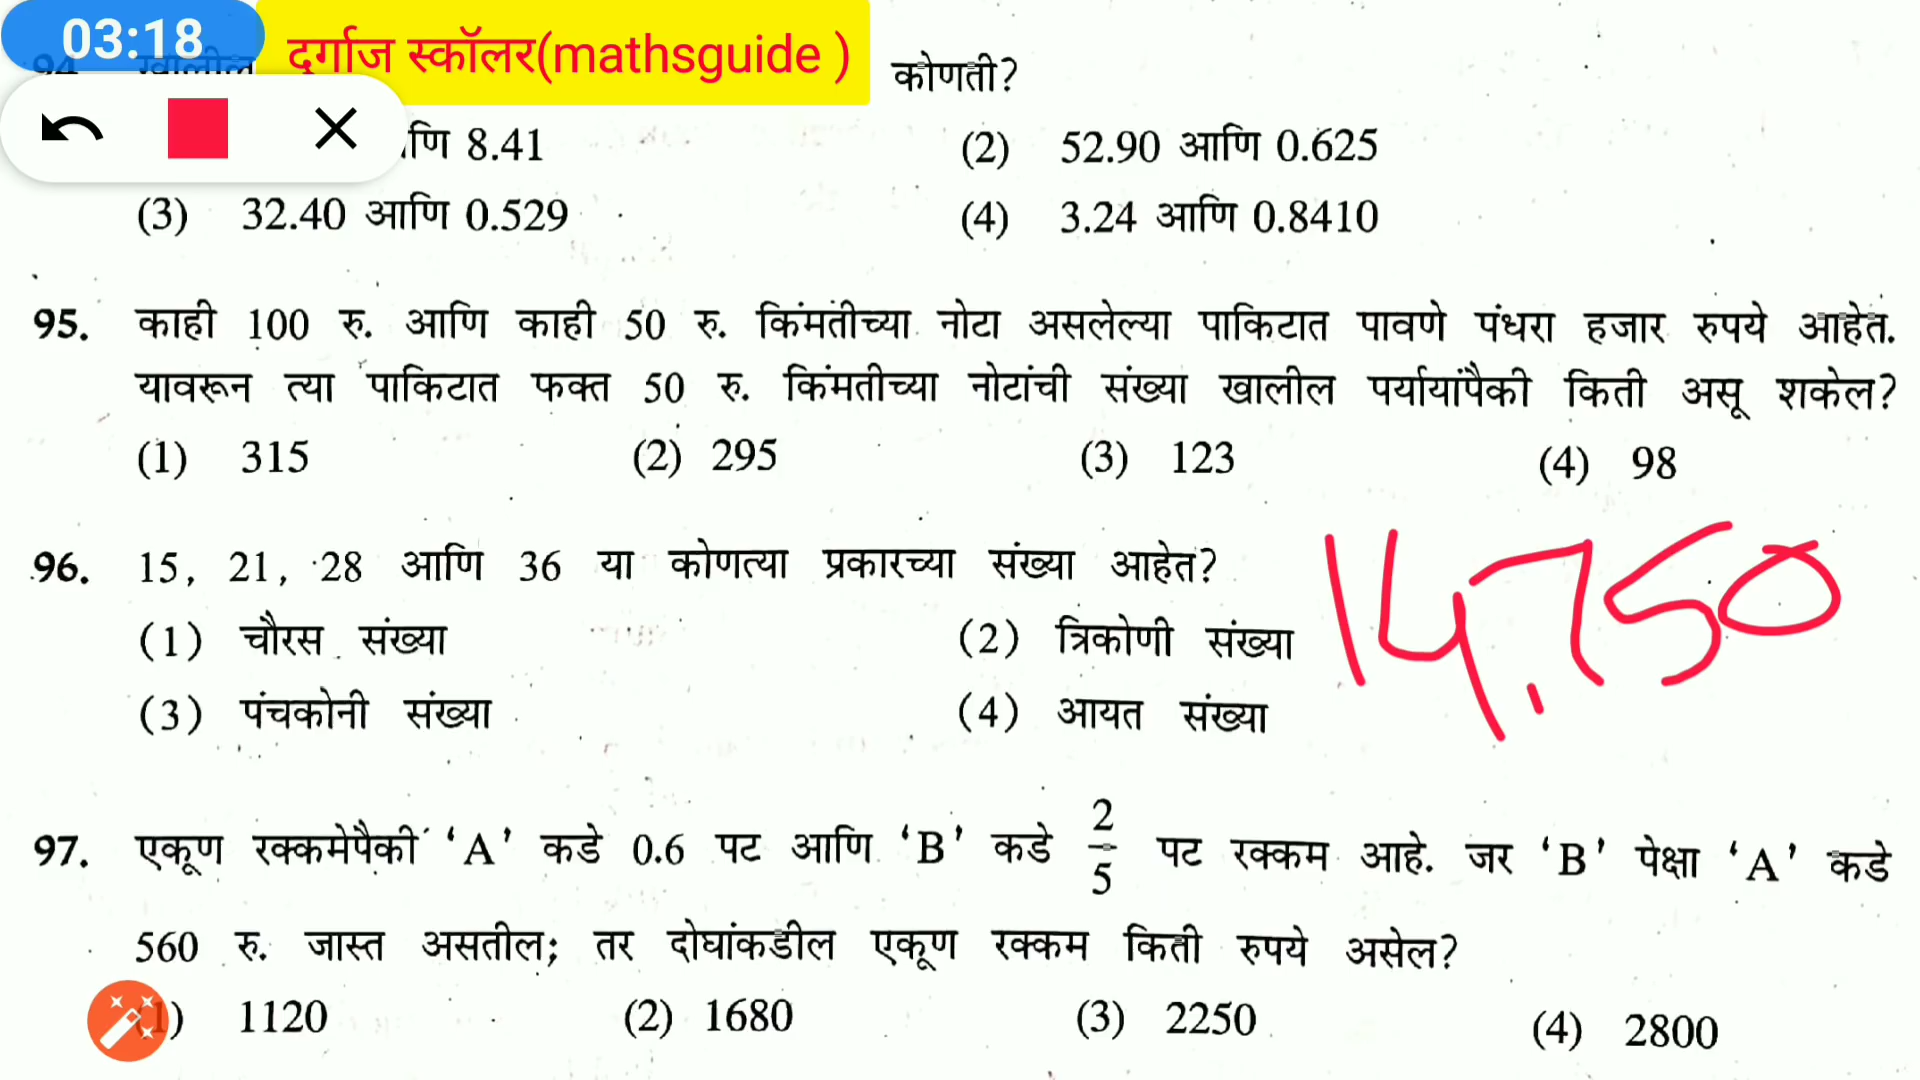 03:18
दुर्गाज स्कॉलर(mathsguide )
94. खालील कोणती?
णि 8.41
(2) 52.90 आणि 0.625
(3) 32.40 आणि 0.529
(4) 3.24 आणि 0.8410
95. काही 100 रु. आणि काही 50 रु. किंमतीच्या नोटा असलेल्या पाकिटात पावणे पंधरा हजार रुपये आहेत.
यावरून त्या पाकिटात फक्त 50 रु. किंमतीच्या नोटांची संख्या खालील पर्यायांपैकी किती असू शकेल?
(1) 315 (2) 295 (3) 123 (4) 98
96. 15, 21, 28 आणि 36 या कोणत्या प्रकारच्या संख्या आहेत?
14,750
(1) चौरस संख्या (2) त्रिकोणी संख्या
(3) पंचकोनी संख्या (4) आयत संख्या
97. एकूण रक्कमेपैकी 'A' कडे 0.6 पट आणि 'B' कडे 2/5 पट रक्कम आहे. जर 'B' पेक्षा 'A' कडे
560 रु. जास्त असतील; तर दोघांकडील एकूण रक्कम किती रुपये असेल?
(1) 1120 (2) 1680 (3) 2250 (4) 2800